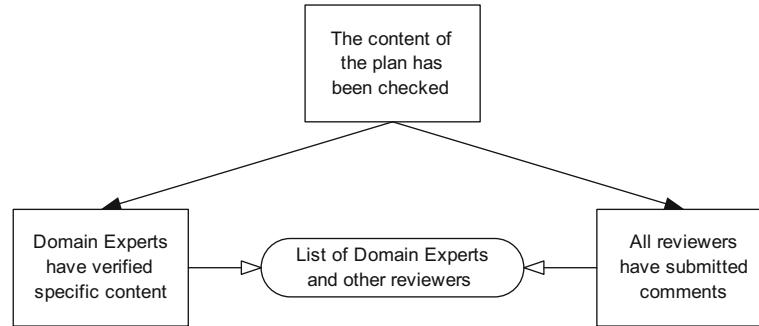 The content of
the plan has
been checked
Domain Experts
have verified
specific content
List of Domain Experts
and other reviewers
All reviewers
have submitted
comments